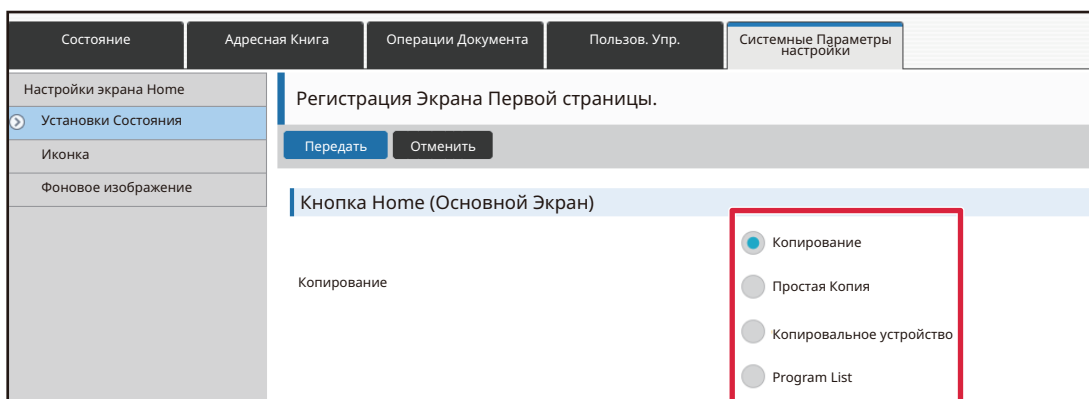 Состояние
Адресная Книга
Операции Документа
Пользов. Упр.
Системные Параметры
настройки
Настройки экрана Home
Установки Состояния
Иконка
Фоновое изображение
Регистрация Экрана Первой страницы.
Передать
Отменить
Кнопка Home (Основной Экран)
Копирование
Копирование
Простая Копия
Копировальное устройство
Program List